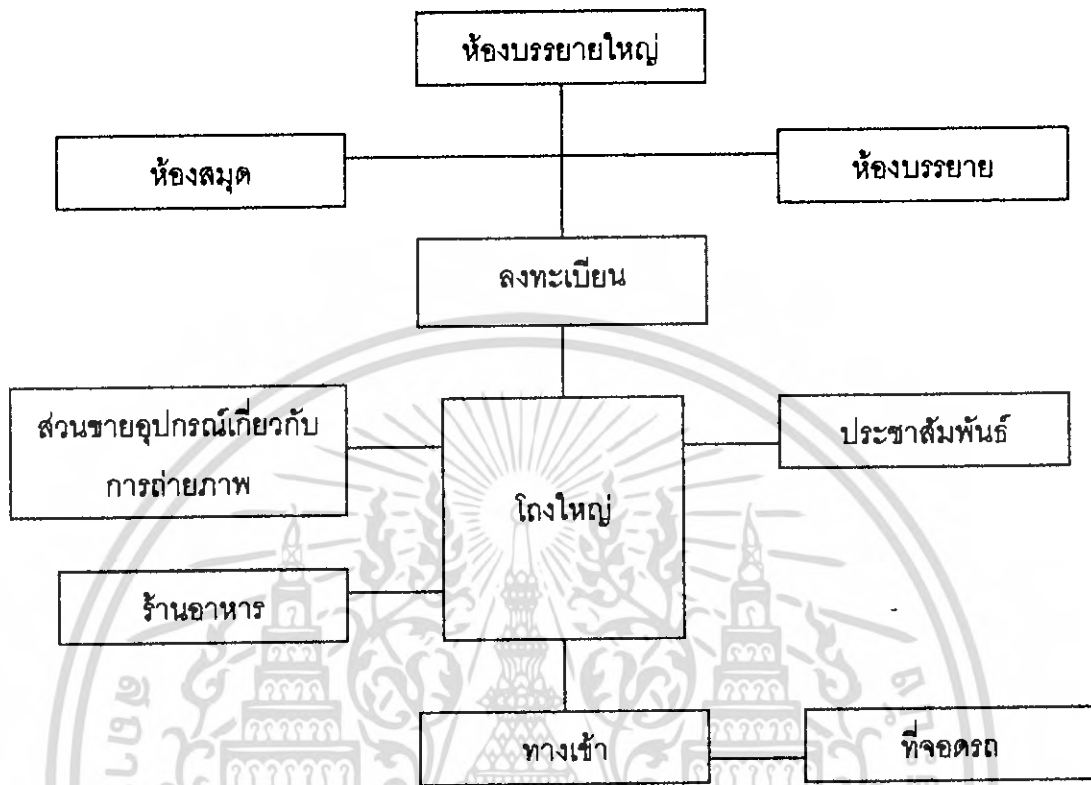 ห้องบรรยายใหญ่
ห้องสมุด
ห้องบรรยาย
ลงทะเบียน
ส่วนขายอุปกรณ์เกี่ยวกับ
การถ่ายภาพ
ประชาสัมพันธ์
โถงใหญ่
ร้านอาหาร
ทางเข้า
ที่จอดรถ